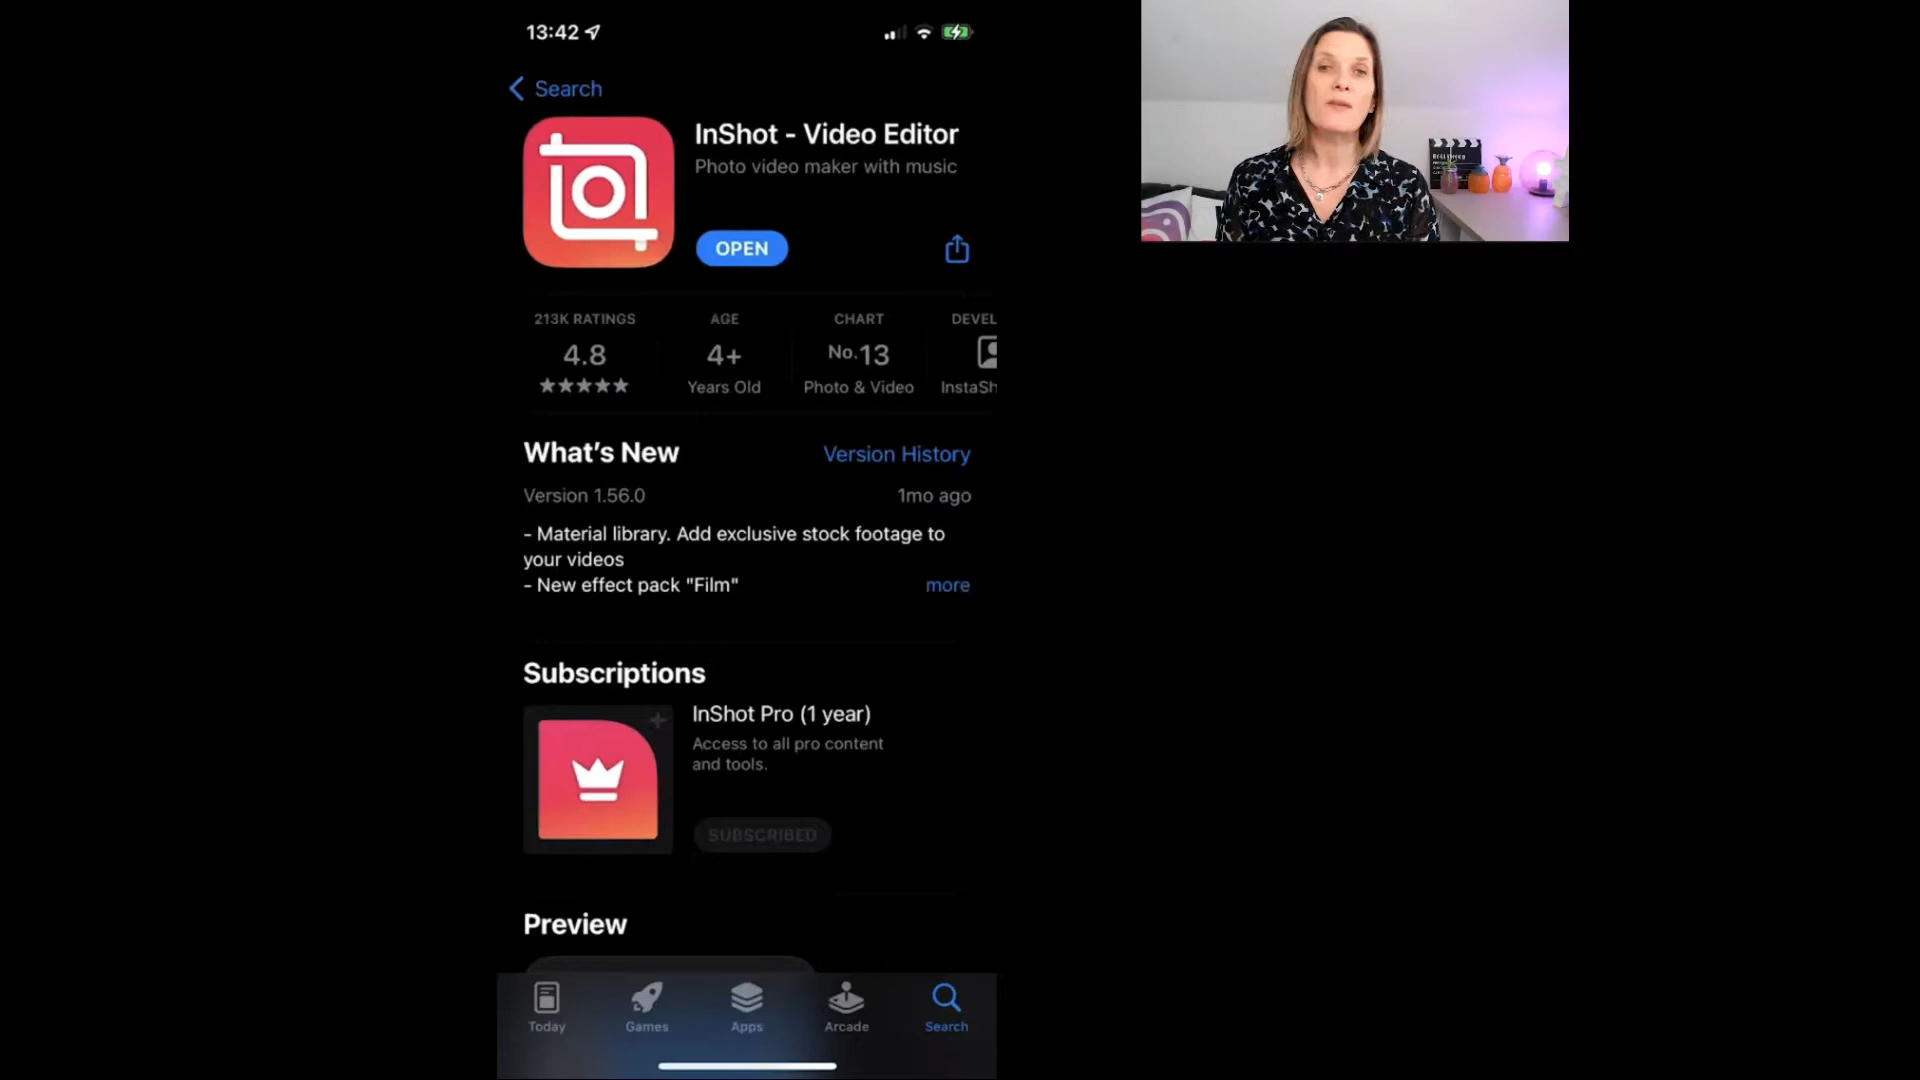 13:42
Search
InShot - Video Editor
Photo video maker with music
OPEN
213K RATINGS
4.8
AGE
4+
Years Old
CHART
No.13
Photo & Video
DEVEL
InstaSh
What's New
Version History
Version 1.56.0
1mo ago
- Material library. Add exclusive stock footage to
your videos
- New effect pack "Film"
more
Subscriptions
InShot Pro (1 year)
Access to all pro content
and tools.
SUBSCRIBED
Preview
Today
Games
Apps
Arcade
Search